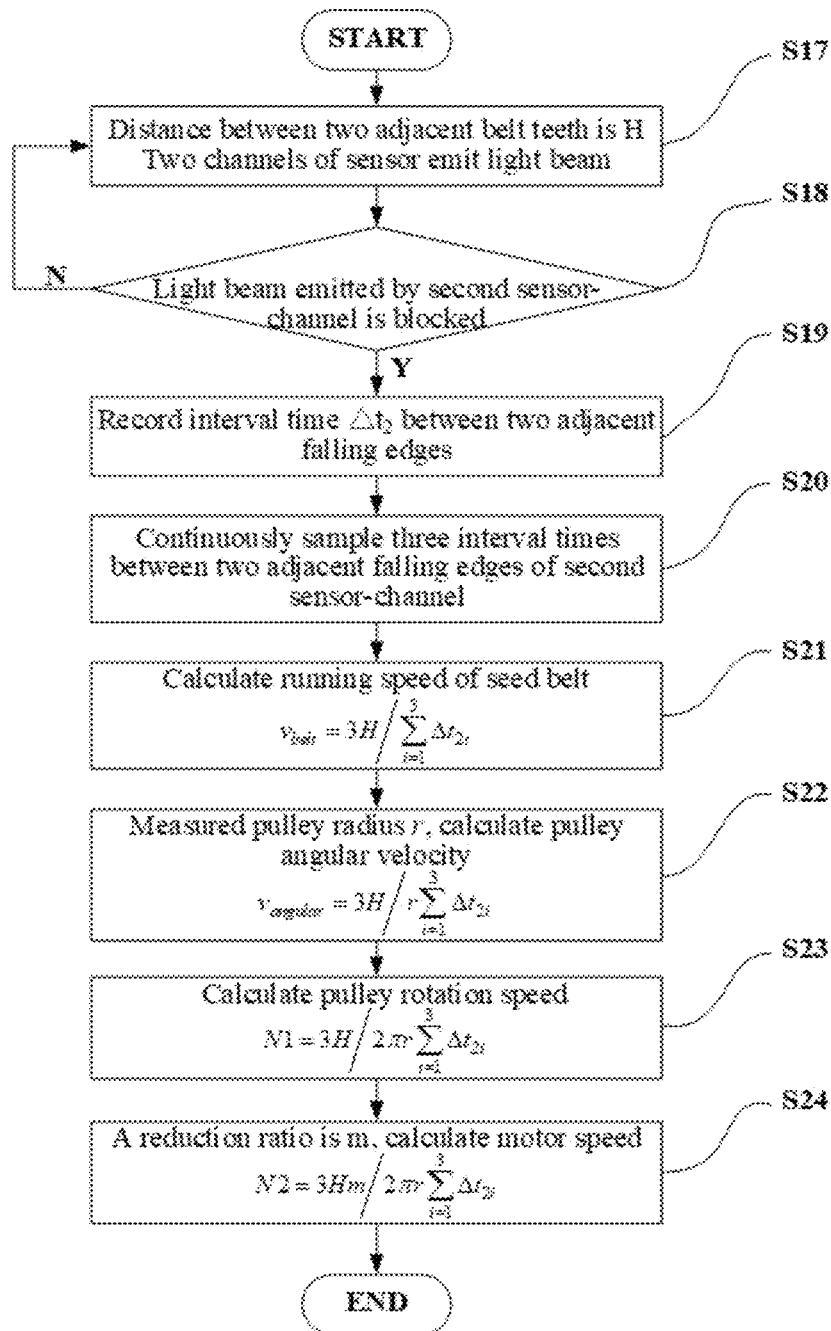 START
S17
Distance between two adjacent belt teeth is H
Two channels of sensor emit light beam
S18
N
Light beam emitted by second sensor-
channel is blocked
Y
S19
Record interval time △t₂ between two adjacent
falling edges
S20
Continuously sample three interval times
between two adjacent falling edges of second
sensor-channel
S21
Calculate running speed of seed belt
v_belt = 3H / ∑_{i=1}^{3} Δt_{2i}
S22
Measured pulley radius r, calculate pulley
angular velocity
v_angular = 3H / r ∑_{i=1}^{3} Δt_{2i}
S23
Calculate pulley rotation speed
N1 = 3H / 2πr ∑_{i=1}^{3} Δt_{2i}
S24
A reduction ratio is m, calculate motor speed
N2 = 3Hm / 2πr ∑_{i=1}^{3} Δt_{2i}
END